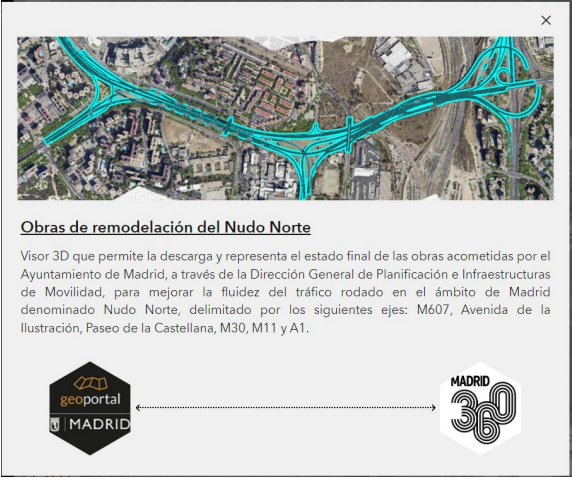 Obras de remodelación del Nudo Norte
Visor 3D que permite la descarga y representa el estado final de las obras acometidas por el
Ayuntamiento de Madrid, a través de la Dirección General de Planificación e Infraestructuras
de Movilidad, para mejorar la fluidez del tráfico rodado en el ámbito de Madrid
denominado Nudo Norte, delimitado por los siguientes ejes: M607, Avenida de la
Ilustración, Paseo de la Castellana, M30, M11 y A1.
geoportal
MADRID
MADRID
360